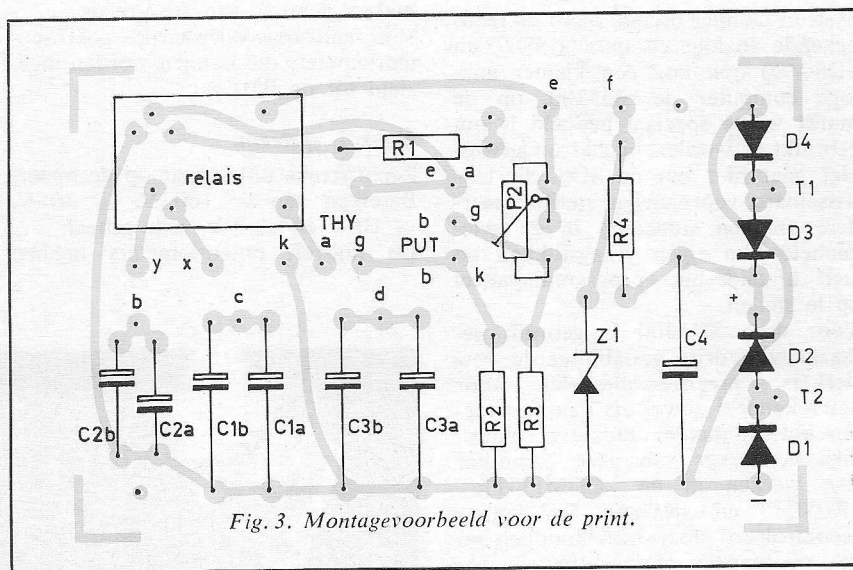 e f
D4
R1
relais
e a
P2
T1
THY
b g
R4
D3
k a g
PUT
y x
b k
+
b c d
Z1
C4
D2
T2
C2b C2a C1b C1a C3b C3a R2 R3
D1
−
Fig. 3. Montagevoorbeeld voor de print.